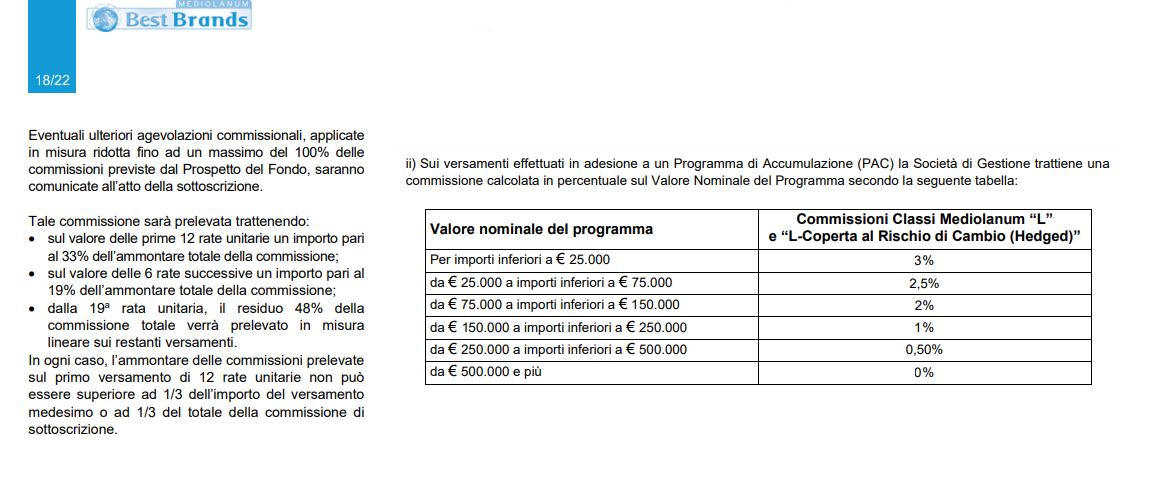 MEDIOLANUM
Best Brands
18/22
Eventuali ulteriori agevolazioni commissionali, applicate
in misura ridotta fino ad un massimo del 100% delle
commissioni previste dal Prospetto del Fondo, saranno
comunicate all’atto della sottoscrizione.
Tale commissione sarà prelevata trattenendo:
• sul valore delle prime 12 rate unitarie un importo pari
al 33% dell’ammontare totale della commissione;
• sul valore delle 6 rate successive un importo pari al
19% dell’ammontare totale della commissione;
• dalla 19ª rata unitaria, il residuo 48% della
commissione totale verrà prelevato in misura
lineare sui restanti versamenti.
In ogni caso, l’ammontare delle commissioni prelevate
sul primo versamento di 12 rate unitarie non può
essere superiore ad 1/3 dell’importo del versamento
medesimo o ad 1/3 del totale della commissione di
sottoscrizione.
ii) Sui versamenti effettuati in adesione a un Programma di Accumulazione (PAC) la Società di Gestione trattiene una
commissione calcolata in percentuale sul Valore Nominale del Programma secondo la seguente tabella:
Valore nominale del programma
Commissioni Classi Mediolanum “L”
e “L-Coperta al Rischio di Cambio (Hedged)”
Per importi inferiori a € 25.000 3%
da € 25.000 a importi inferiori a € 75.000 2,5%
da € 75.000 a importi inferiori a € 150.000 2%
da € 150.000 a importi inferiori a € 250.000 1%
da € 250.000 a importi inferiori a € 500.000 0,50%
da € 500.000 e più 0%